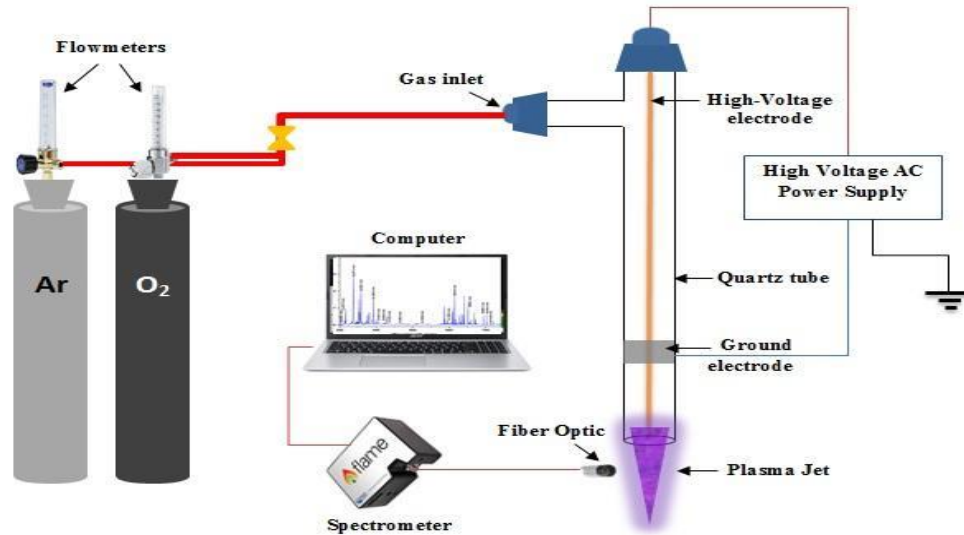 Flowmeters
Gas inlet
High-Voltage
electrode
High Voltage AC
Power Supply
Computer
Ar
O₂
Quartz tube
Ground
electrode
Fiber Optic
flame
Plasma Jet
Spectrometer